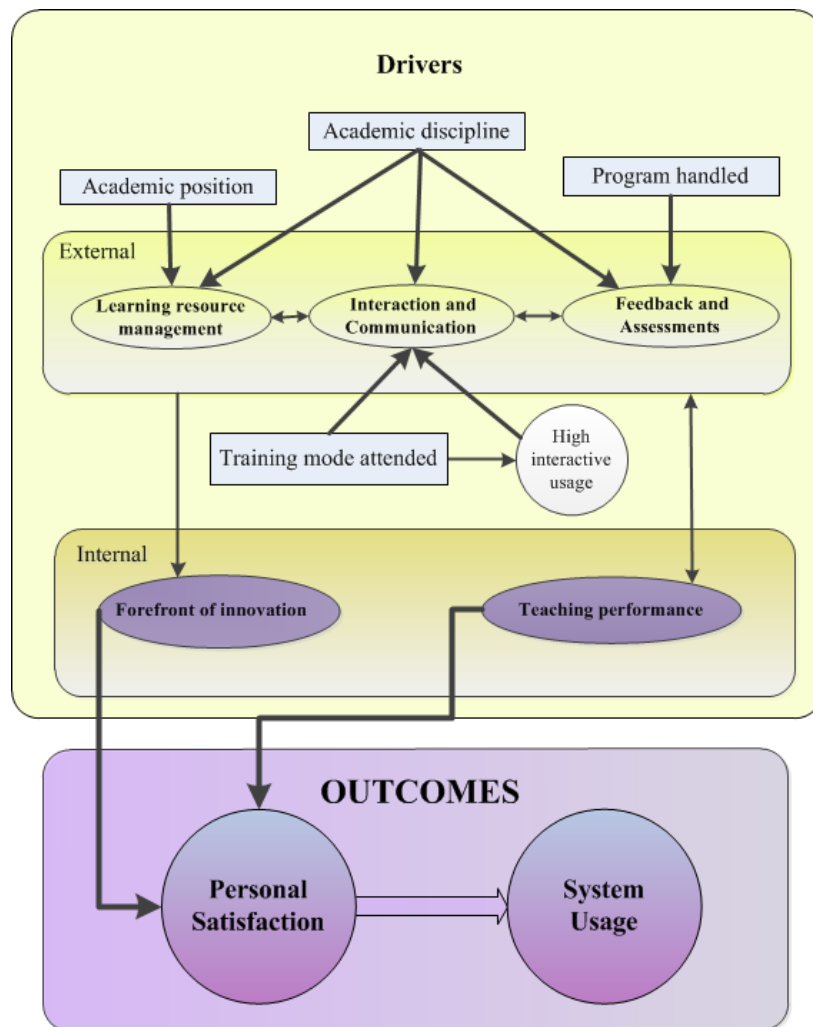 Drivers
Academic discipline
Academic position
Program handled
External
Learning resource
management
Interaction and
Communication
Feedback and
Assessments
Training mode attended
High
interactive
usage
Internal
Forefront of innovation
Teaching performance
OUTCOMES
Personal
Satisfaction
System
Usage